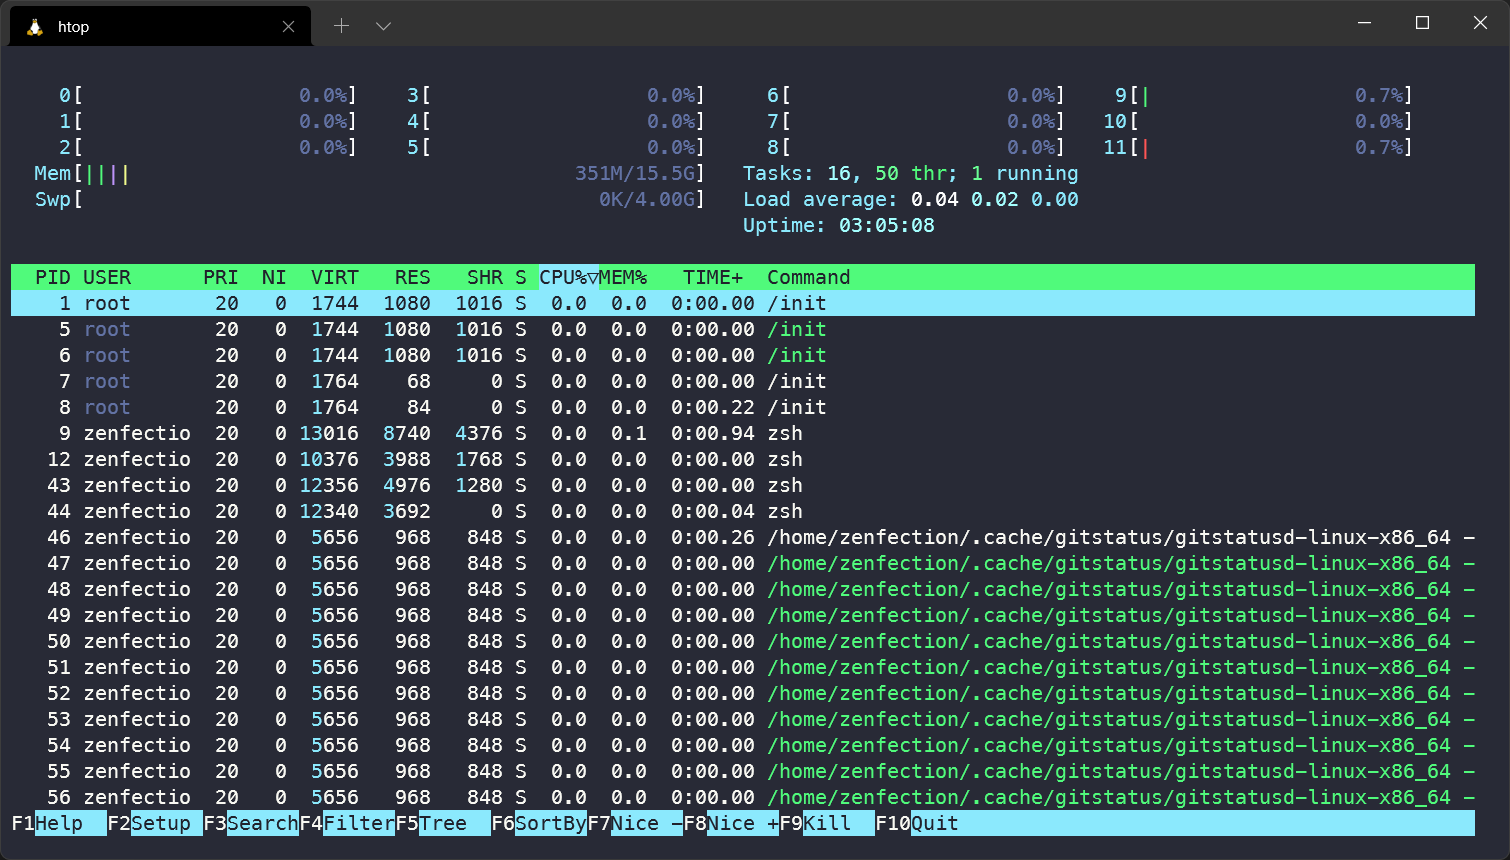 htop
0[ 0.0%] 3[ 0.0%] 6[ 0.0%] 9[| 0.7%]
1[ 0.0%] 4[ 0.0%] 7[ 0.0%] 10[ 0.0%]
2[ 0.0%] 5[ 0.0%] 8[ 0.0%] 11[| 0.7%]
Mem[|||| 351M/15.5G] Tasks: 16, 50 thr; 1 running
Swp[ 0K/4.00G] Load average: 0.04 0.02 0.00
Uptime: 03:05:08
PID USER PRI NI VIRT RES SHR S CPU%▽MEM% TIME+ Command
1 root 20 0 1744 1080 1016 S 0.0 0.0 0:00.00 /init
5 root 20 0 1744 1080 1016 S 0.0 0.0 0:00.00 /init
6 root 20 0 1744 1080 1016 S 0.0 0.0 0:00.00 /init
7 root 20 0 1764 68 0 S 0.0 0.0 0:00.00 /init
8 root 20 0 1764 84 0 S 0.0 0.0 0:00.22 /init
9 zenfectio 20 0 13016 8740 4376 S 0.0 0.1 0:00.94 zsh
12 zenfectio 20 0 10376 3988 1768 S 0.0 0.0 0:00.00 zsh
43 zenfectio 20 0 12356 4976 1280 S 0.0 0.0 0:00.00 zsh
44 zenfectio 20 0 12340 3692 0 S 0.0 0.0 0:00.04 zsh
46 zenfectio 20 0 5656 968 848 S 0.0 0.0 0:00.26 /home/zenfection/.cache/gitstatus/gitstatusd-linux-x86_64 -
47 zenfectio 20 0 5656 968 848 S 0.0 0.0 0:00.00 /home/zenfection/.cache/gitstatus/gitstatusd-linux-x86_64 -
48 zenfectio 20 0 5656 968 848 S 0.0 0.0 0:00.00 /home/zenfection/.cache/gitstatus/gitstatusd-linux-x86_64 -
49 zenfectio 20 0 5656 968 848 S 0.0 0.0 0:00.00 /home/zenfection/.cache/gitstatus/gitstatusd-linux-x86_64 -
50 zenfectio 20 0 5656 968 848 S 0.0 0.0 0:00.00 /home/zenfection/.cache/gitstatus/gitstatusd-linux-x86_64 -
51 zenfectio 20 0 5656 968 848 S 0.0 0.0 0:00.00 /home/zenfection/.cache/gitstatus/gitstatusd-linux-x86_64 -
52 zenfectio 20 0 5656 968 848 S 0.0 0.0 0:00.00 /home/zenfection/.cache/gitstatus/gitstatusd-linux-x86_64 -
53 zenfectio 20 0 5656 968 848 S 0.0 0.0 0:00.00 /home/zenfection/.cache/gitstatus/gitstatusd-linux-x86_64 -
54 zenfectio 20 0 5656 968 848 S 0.0 0.0 0:00.00 /home/zenfection/.cache/gitstatus/gitstatusd-linux-x86_64 -
55 zenfectio 20 0 5656 968 848 S 0.0 0.0 0:00.00 /home/zenfection/.cache/gitstatus/gitstatusd-linux-x86_64 -
56 zenfectio 20 0 5656 968 848 S 0.0 0.0 0:00.00 /home/zenfection/.cache/gitstatus/gitstatusd-linux-x86_64 -
F1Help F2Setup F3SearchF4FilterF5Tree F6SortByF7Nice -F8Nice +F9Kill F10Quit